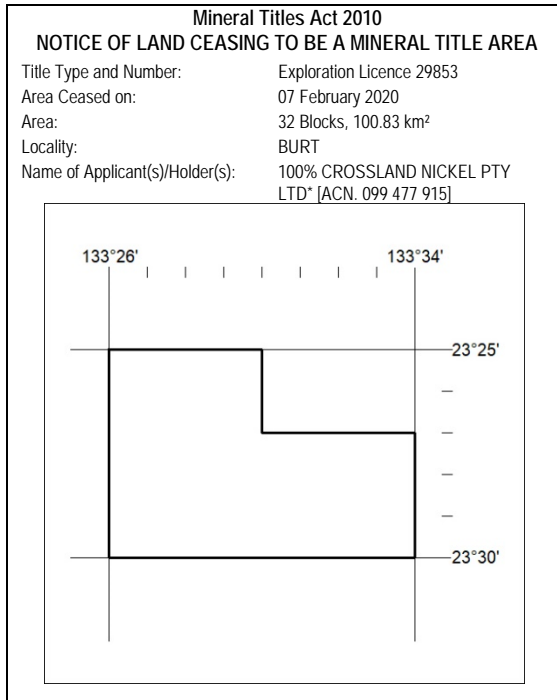 Mineral Titles Act 2010
NOTICE OF LAND CEASING TO BE A MINERAL TITLE AREA
Title Type and Number: Exploration Licence 29853
Area Ceased on: 07 February 2020
Area: 32 Blocks, 100.83 km²
Locality: BURT
Name of Applicant(s)/Holder(s): 100% CROSSLAND NICKEL PTY
LTD* [ACN. 099 477 915]
133°26' 133°34'
23°25'
23°30'